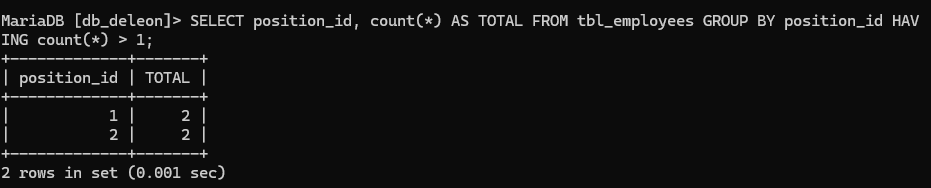 MariaDB [db_deleon]> SELECT position_id, count(*) AS TOTAL FROM tbl_employees GROUP BY position_id HAV
ING count(*) > 1;
+-------------+-------+
| position_id | TOTAL |
+-------------+-------+
|           1 |     2 |
|           2 |     2 |
+-------------+-------+
2 rows in set (0.001 sec)